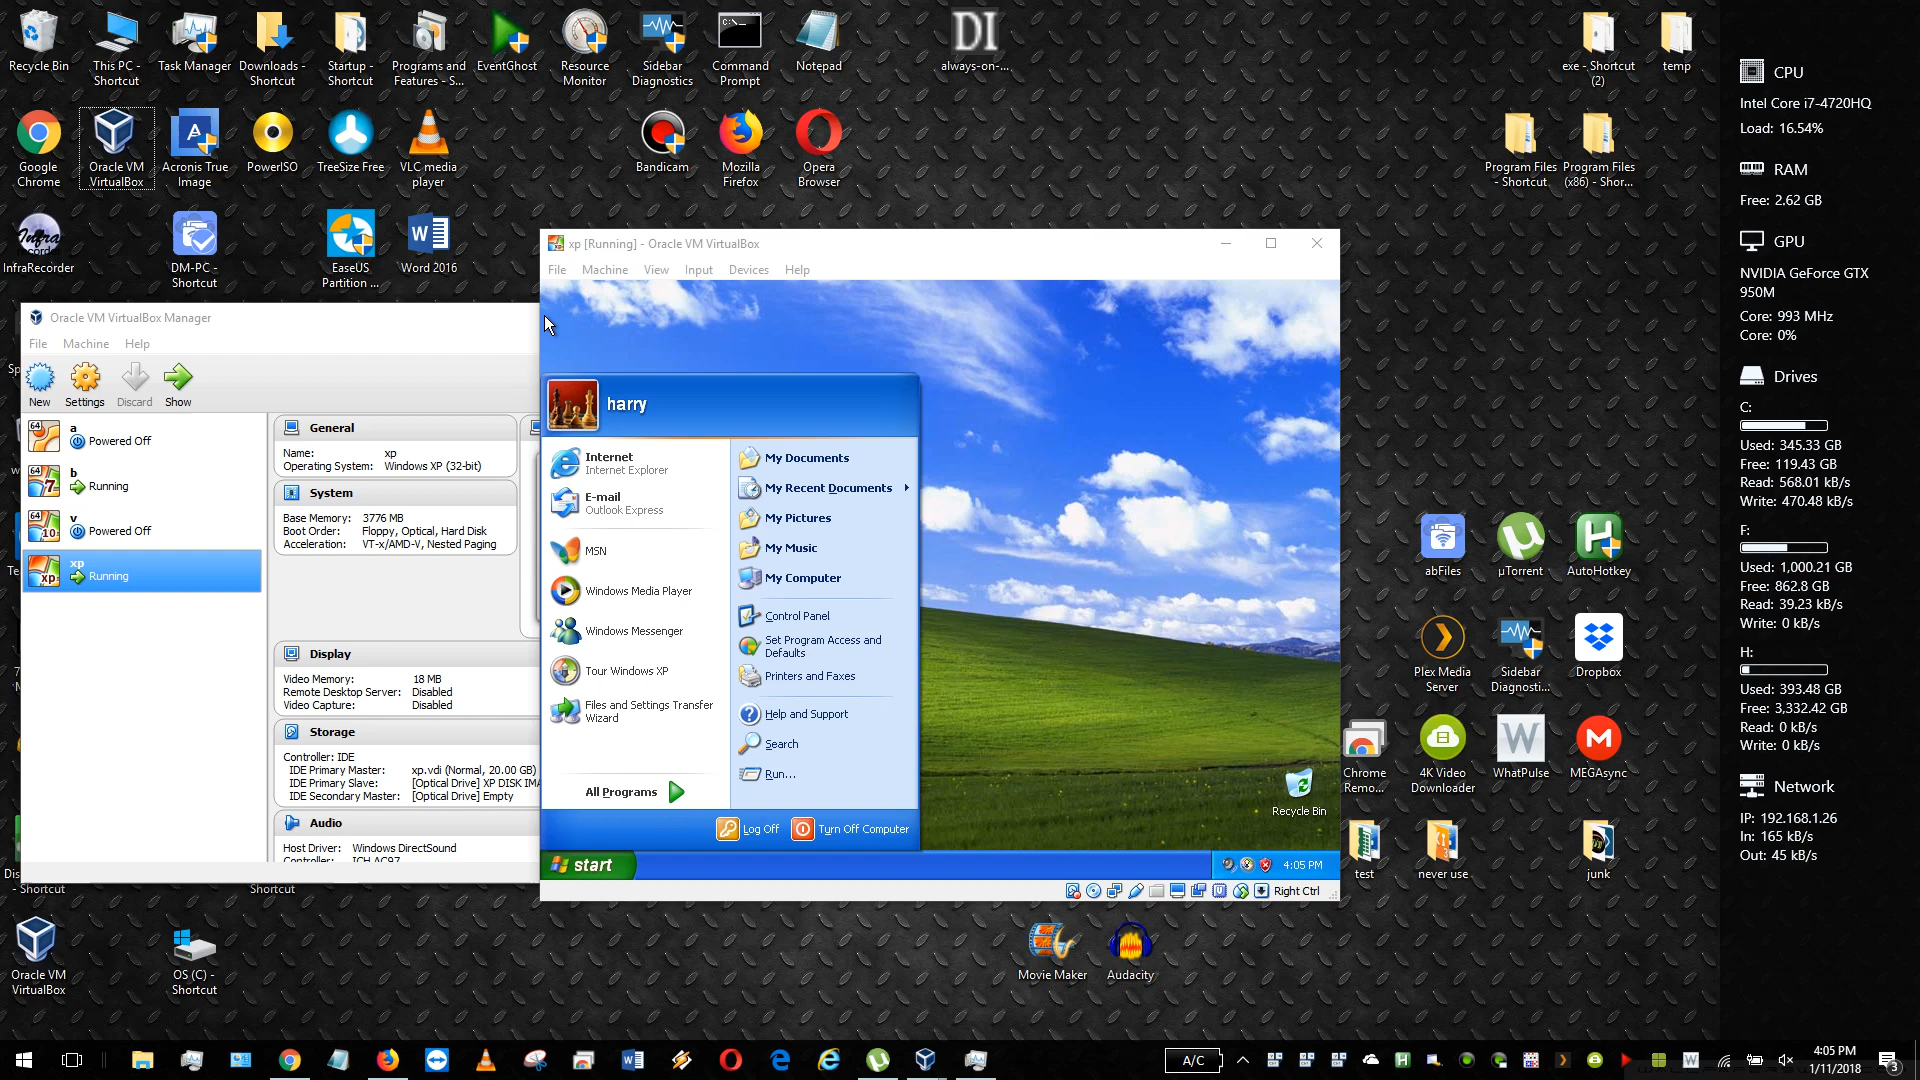 Recycle Bin
This PC -
Shortcut
Task Manager
Downloads -
Shortcut
Startup -
Shortcut
Programs and
Features - S...
EventGhost
Resource
Monitor
Sidebar
Diagnostics
Command
Prompt
Notepad
DI
always-on-...
exe - Shortcut
(2)
temp
Google
Chrome
Oracle VM
VirtualBox
Acronis True
Image
PowerISO
TreeSize Free
VLC media
player
Bandicam
Mozilla
Firefox
Opera
Browser
Program Files
- Shortcut
Program Files
(x86) - Shor...
InfraRecorder
DM-PC -
Shortcut
EaseUS
Partition ...
Word 2016
Oracle VM VirtualBox Manager
File Machine Help
New
Settings
Discard
Show
a
Powered Off
b
Running
v
Powered Off
xp
Running
General
Name: xp
Operating System: Windows XP (32-bit)
System
Base Memory: 3776 MB
Boot Order: Floppy, Optical, Hard Disk
Acceleration: VT-x/AMD-V, Nested Paging
Display
Video Memory: 18 MB
Remote Desktop Server: Disabled
Video Capture: Disabled
Storage
Controller: IDE
IDE Primary Master: xp.vdi (Normal, 20.00 GB)
IDE Primary Slave: [Optical Drive] XP DISK IMA
IDE Secondary Master: [Optical Drive] Empty
Audio
Host Driver: Windows DirectSound
Controller: ICH AC97
xp [Running] - Oracle VM VirtualBox
File Machine View Input Devices Help
harry
Internet
Internet Explorer
E-mail
Outlook Express
MSN
Windows Media Player
Windows Messenger
Tour Windows XP
Files and Settings Transfer
Wizard
All Programs
My Documents
My Recent Documents
My Pictures
My Music
My Computer
Control Panel
Set Program Access and
Defaults
Printers and Faxes
Help and Support
Search
Run...
Log Off
Turn Off Computer
start
4:05 PM
Recycle Bin
Right Ctrl
abFiles
µTorrent
AutoHotkey
Plex Media
Server
Sidebar
Diagnosti...
Dropbox
Chrome
Remo...
4K Video
Downloader
WhatPulse
MEGAsync
test
never use
junk
- Shortcut
Shortcut
Oracle VM
VirtualBox
OS (C) -
Shortcut
Movie Maker
Audacity
CPU
Intel Core i7-4720HQ
Load: 16.54%
RAM
Free: 2.62 GB
GPU
NVIDIA GeForce GTX
950M
Core: 993 MHz
Core: 0%
Drives
C:
Used: 345.33 GB
Free: 119.43 GB
Read: 568.01 kB/s
Write: 470.48 kB/s
F:
Used: 1,000.21 GB
Free: 862.8 GB
Read: 39.23 kB/s
Write: 0 kB/s
H:
Used: 393.48 GB
Free: 3,332.42 GB
Read: 0 kB/s
Write: 0 kB/s
Network
IP: 192.168.1.26
In: 165 kB/s
Out: 45 kB/s
A/C
4:05 PM
1/11/2018
3